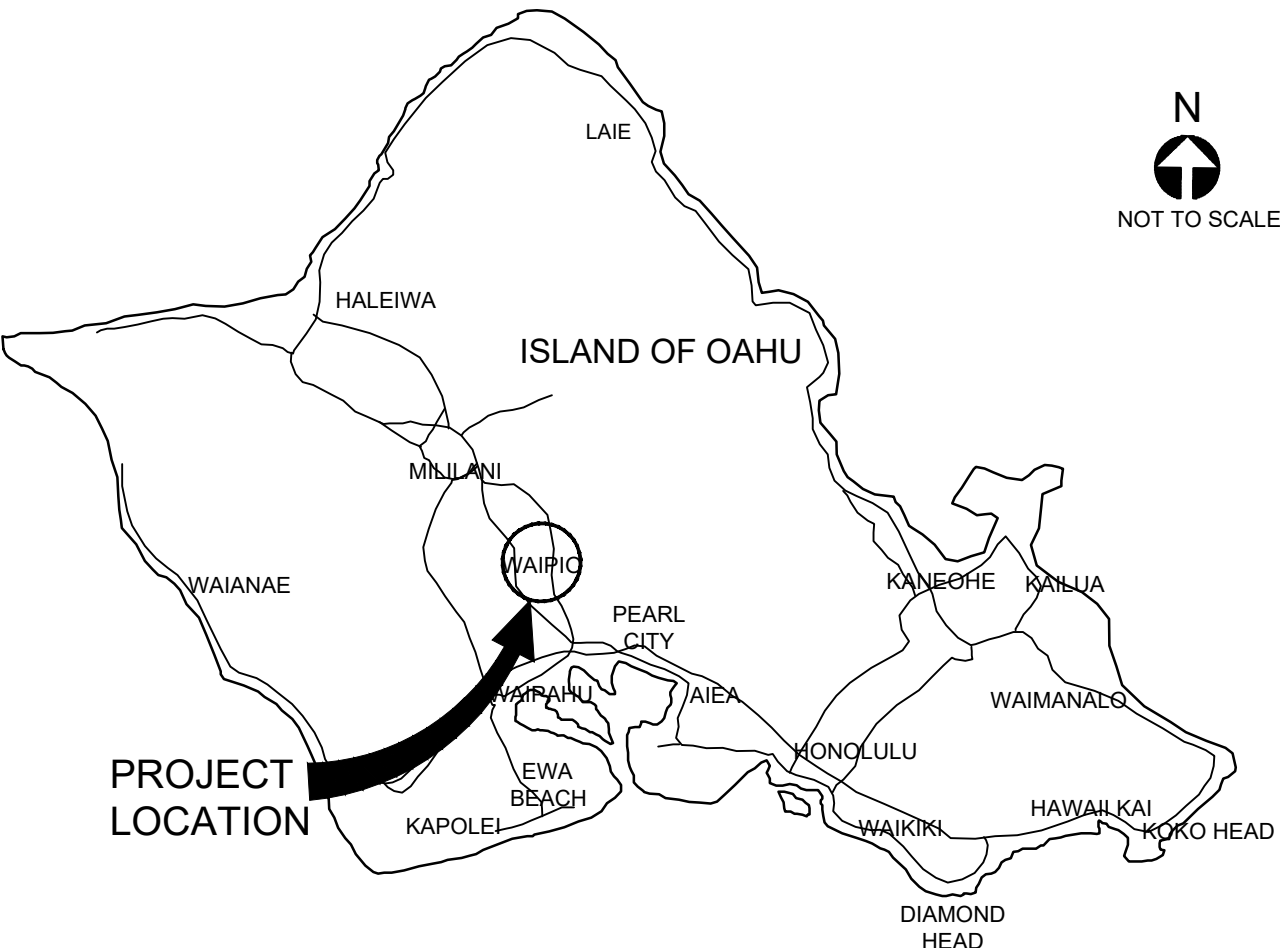 N
NOT TO SCALE
LAIE
HALEIWA
ISLAND OF OAHU
MILILANI
WAIPIO
WAIANAE
KANEOHE
KAILUA
PEARL
CITY
WAIPAHU
AIEA
WAIMANALO
HONOLULU
PROJECT
LOCATION
EWA
BEACH
KAPOLEI
HAWAII KAI
WAIKIKI
KOKO HEAD
DIAMOND
HEAD